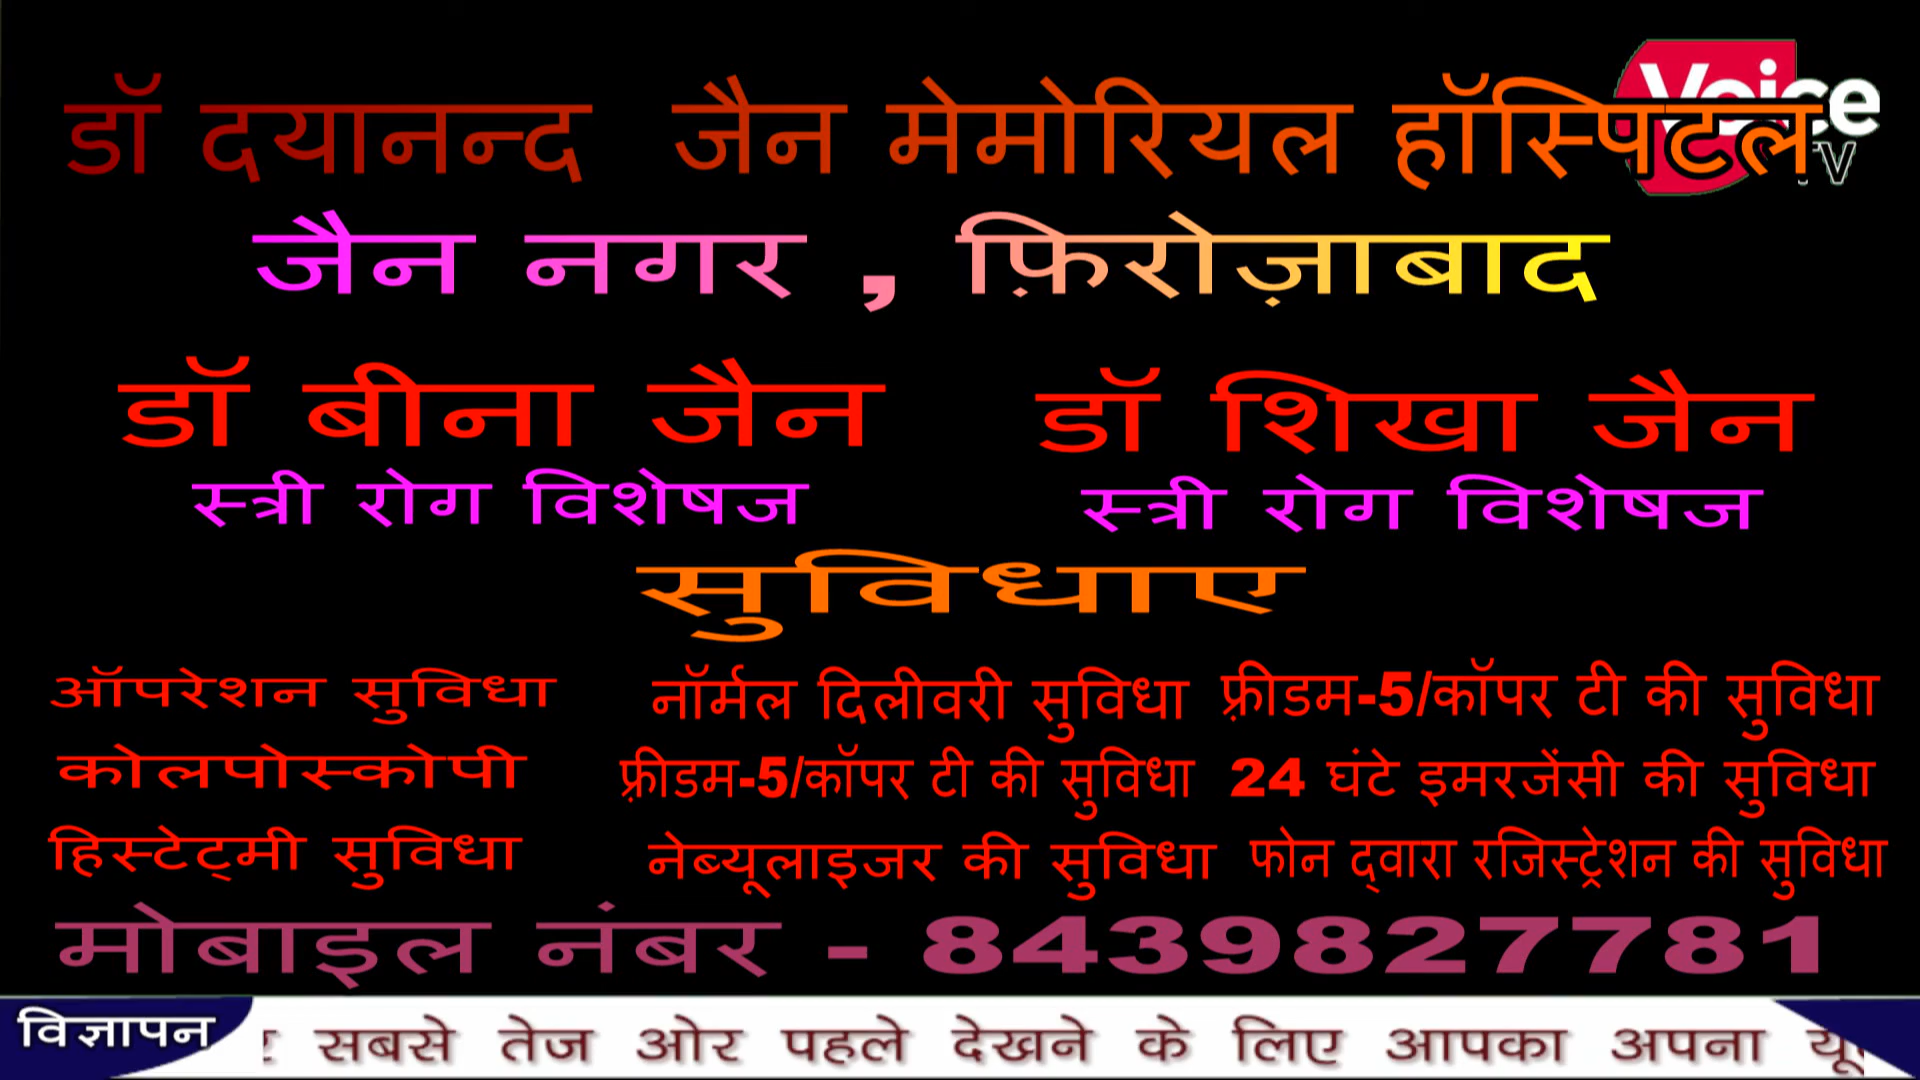 डॉ दयानन्द जैन मेमोरियल हॉस्पिटल
Voice
TV
जैन नगर , फ़िरोज़ाबाद
डॉ बीना जैन
डॉ शिखा जैन
स्त्री रोग विशेषज
स्त्री रोग विशेषज
सुविधाए
ऑपरेशन सुविधा
नॉर्मल दिलीवरी सुविधा
फ़्रीडम-5/कॉपर टी की सुविधा
कोलपोस्कोपी
फ़्रीडम-5/कॉपर टी की सुविधा
24 घंटे इमरजेंसी की सुविधा
हिस्टेट्मी सुविधा
नेब्यूलाइजर की सुविधा
फोन द्वारा रजिस्ट्रेशन की सुविधा
मोबाइल नंबर - 8439827781
विज्ञापन
सबसे तेज ओर पहले देखने के लिए आपका अपना